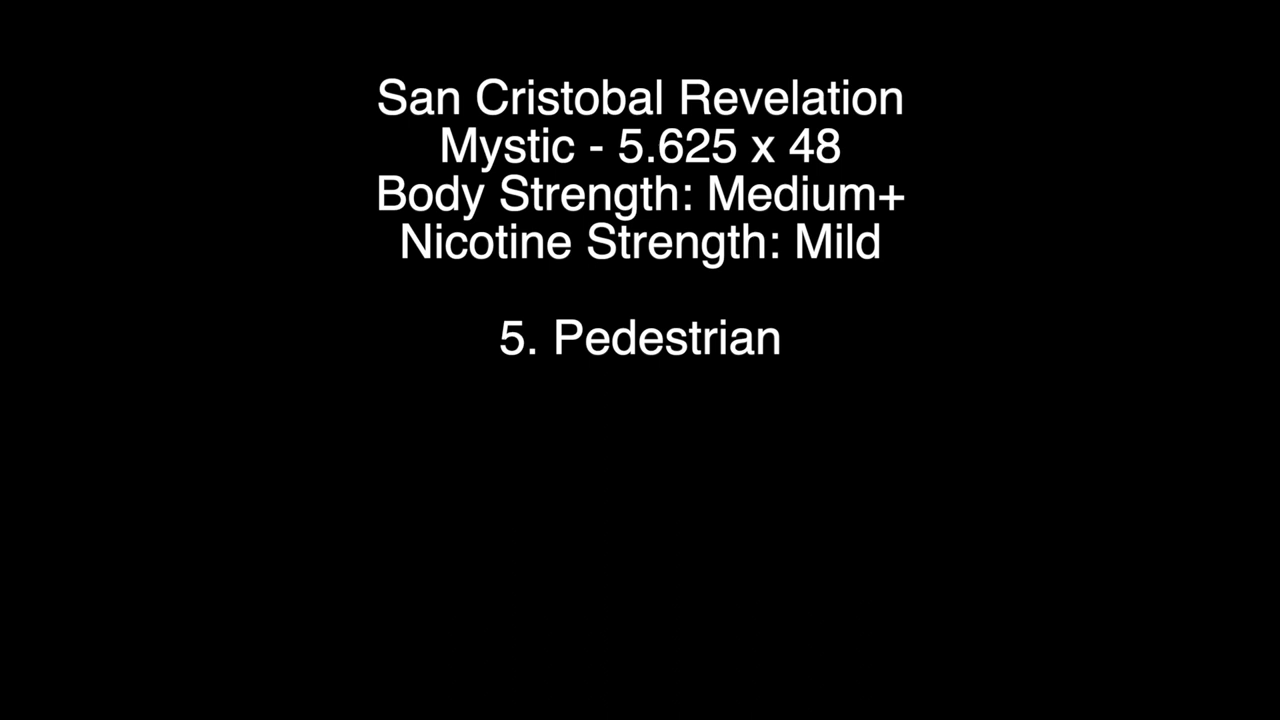 San Cristobal Revelation
Mystic - 5.625 x 48
Body Strength: Medium+
Nicotine Strength: Mild
5. Pedestrian